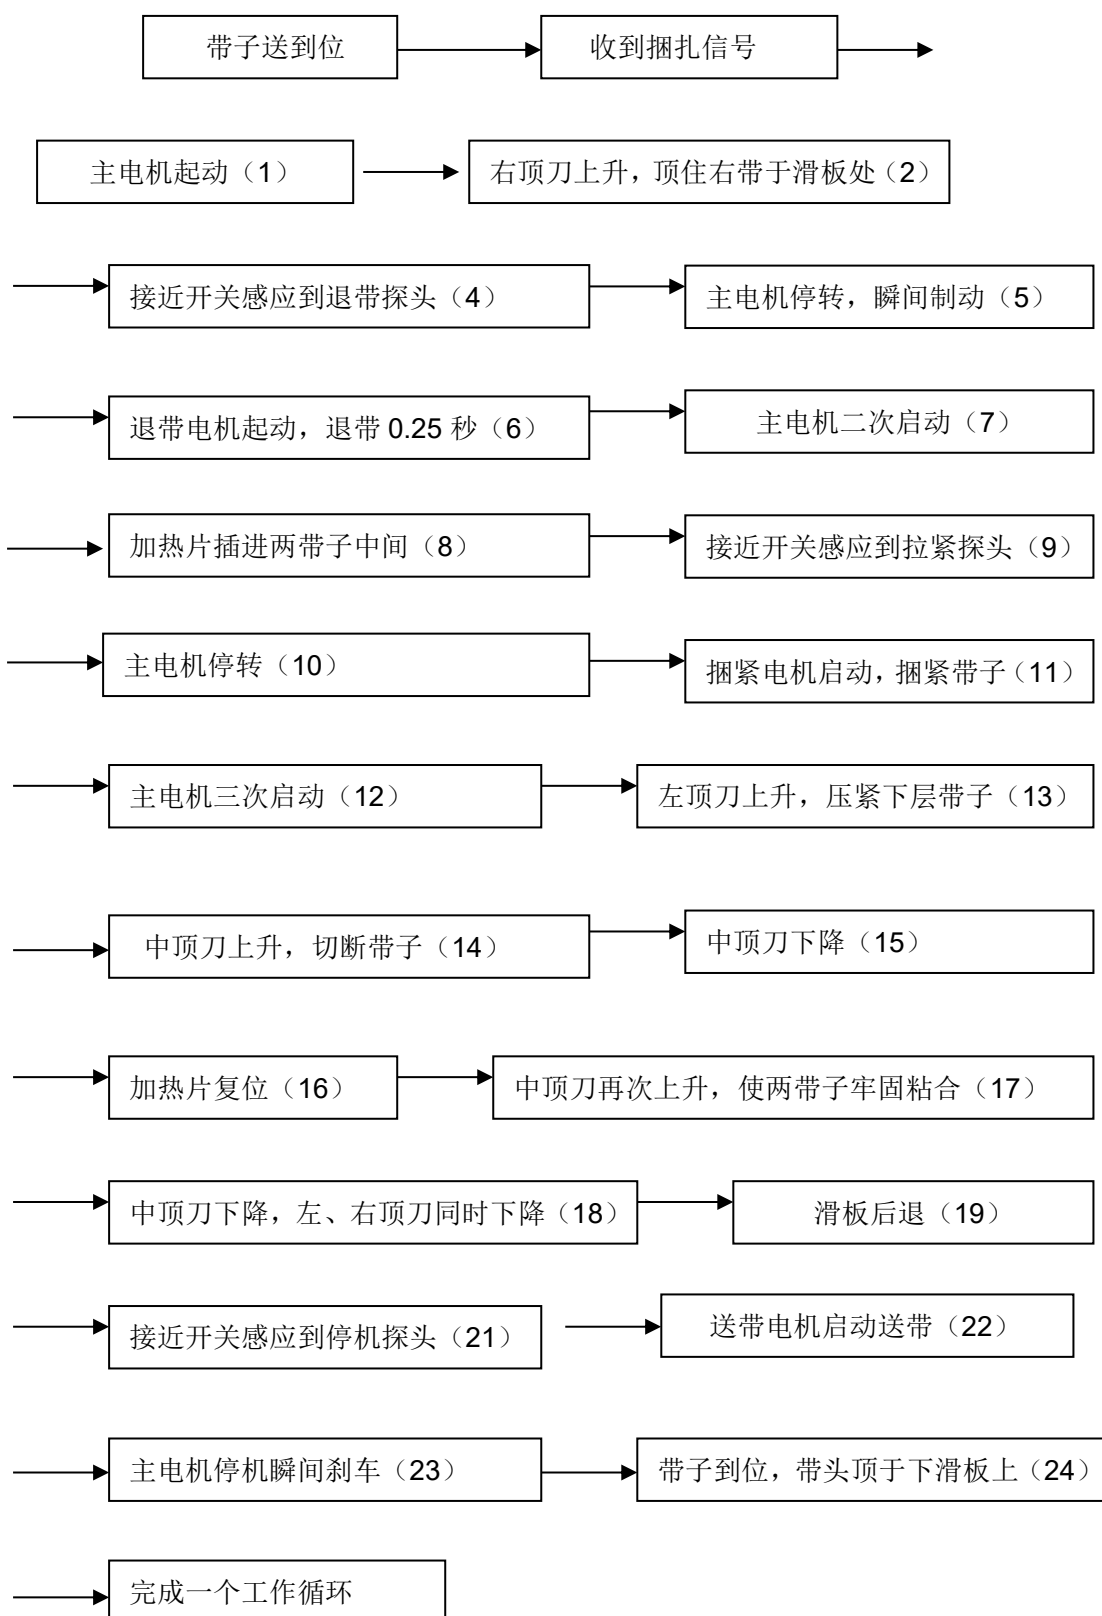 带子送到位
收到捆扎信号
主电机起动（1）
右顶刀上升，顶住右带于滑板处（2）
接近开关感应到退带探头（4）
主电机停转，瞬间制动（5）
退带电机起动，退带 0.25 秒（6）
主电机二次启动（7）
加热片插进两带子中间（8）
接近开关感应到拉紧探头（9）
主电机停转（10）
捆紧电机启动，捆紧带子（11）
主电机三次启动（12）
左顶刀上升，压紧下层带子（13）
中顶刀上升，切断带子（14）
中顶刀下降（15）
加热片复位（16）
中顶刀再次上升，使两带子牢固粘合（17）
中顶刀下降，左、右顶刀同时下降（18）
滑板后退（19）
接近开关感应到停机探头（21）
送带电机启动送带（22）
主电机停机瞬间刹车（23）
带子到位，带头顶于下滑板上（24）
完成一个工作循环